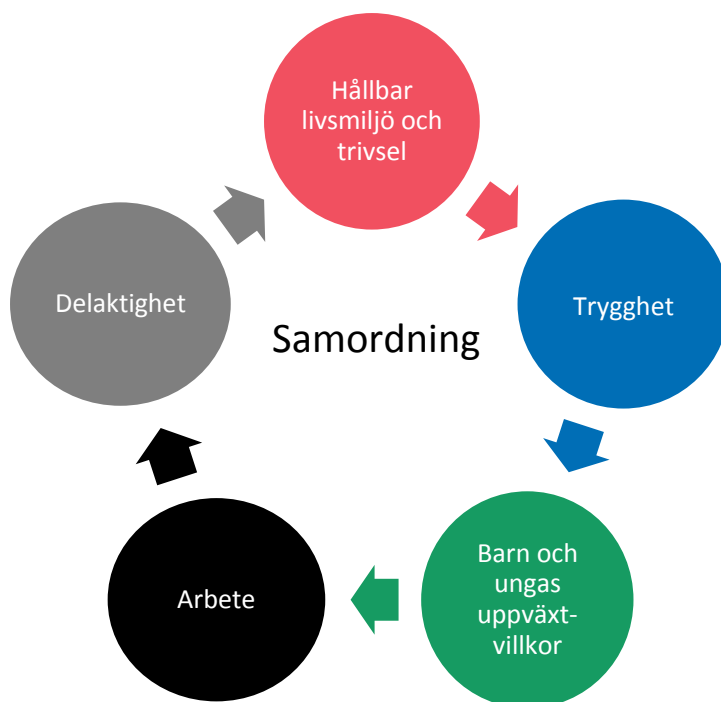 Hållbar
livsmiljö och
trivsel
Trygghet
Barn och
ungas
uppväxt-
villkor
Arbete
Delaktighet
Samordning